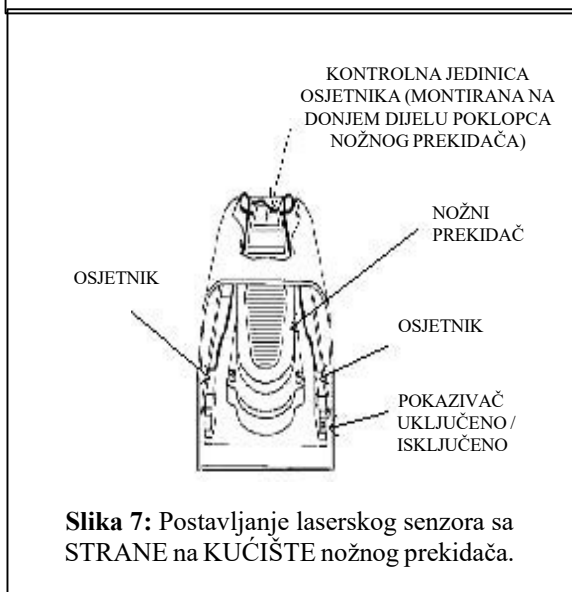 KONTROLNA JEDINICA
OSJETNIKA (MONTIRANA NA
DONJEM DIJELU POKLOPCA
NOŽNOG PREKIDAČA)
NOŽNI
PREKIDAČ
OSJETNIK
OSJETNIK
POKAZIVAČ
UKLJUČENO /
ISKLJUČENO
Slika 7: Postavljanje laserskog senzora sa
STRANE na KUĆIŠTE nožnog prekidača.